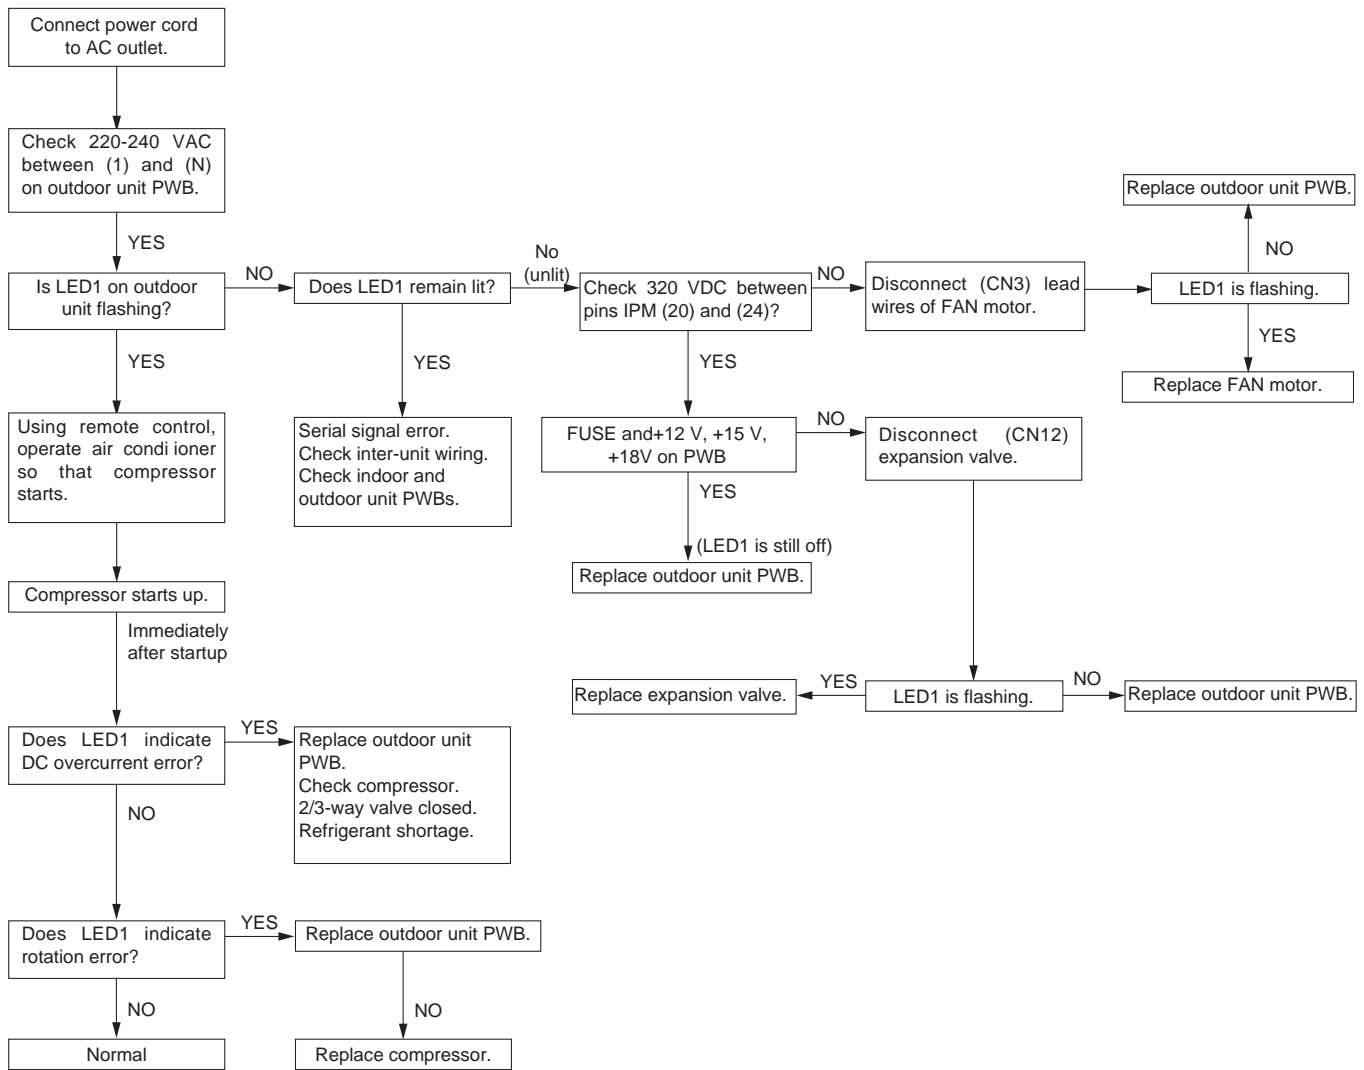 Connect power cord
to AC outlet.
Check 220-240 VAC
between (1) and (N)
on outdoor unit PWB.
YES
Is LED1 on outdoor
unit flashing?
NO
Does LED1 remain lit?
No
(unlit)
Check 320 VDC between
pins IPM (20) and (24)?
NO
Disconnect (CN3) lead
wires of FAN motor.
LED1 is flashing.
NO
Replace outdoor unit PWB.
YES
Replace FAN motor.
YES
Using remote control,
operate air condi ioner
so that compressor
starts.
YES
Serial signal error.
Check inter-unit wiring.
Check indoor and
outdoor unit PWBs.
YES
FUSE and+12 V, +15 V,
+18V on PWB
NO
Disconnect (CN12)
expansion valve.
YES
(LED1 is still off)
Replace outdoor unit PWB.
Compressor starts up.
Immediately
after startup
Replace expansion valve.
YES
LED1 is flashing.
NO
Replace outdoor unit PWB.
Does LED1 indicate
DC overcurrent error?
YES
Replace outdoor unit
PWB.
Check compressor.
2/3-way valve closed.
Refrigerant shortage.
NO
Does LED1 indicate
rotation error?
YES
Replace outdoor unit PWB.
NO
Normal
NO
Replace compressor.